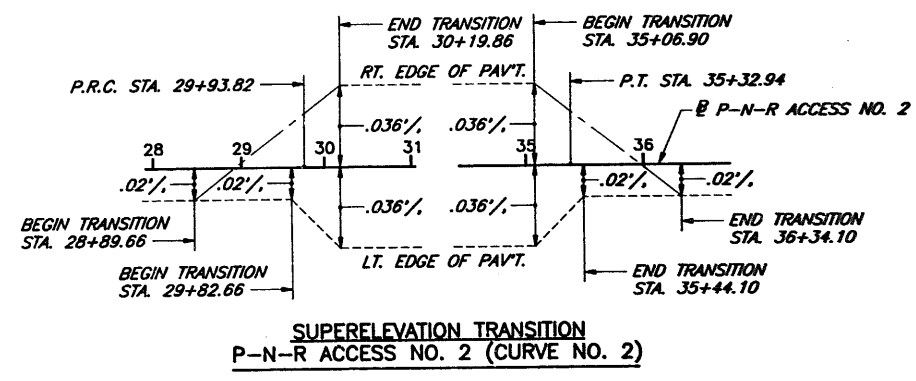 END TRANSITION
STA. 30+19.86
BEGIN TRANSITION
STA. 35+06.90
P.R.C. STA. 29+93.82
RT. EDGE OF PAV'T.
P.T. STA. 35+32.94
℄ P-N-R ACCESS NO. 2
.036'/,
.036'/,
28
29
30
31
35
36
.02'/,
.02'/,
.02'/,
.02'/,
.036'/,
.036'/,
BEGIN TRANSITION
STA. 28+89.66
END TRANSITION
STA. 36+34.10
LT. EDGE OF PAV'T.
BEGIN TRANSITION
STA. 29+82.66
END TRANSITION
STA. 35+44.10
SUPERELEVATION TRANSITION
P-N-R ACCESS NO. 2 (CURVE NO. 2)